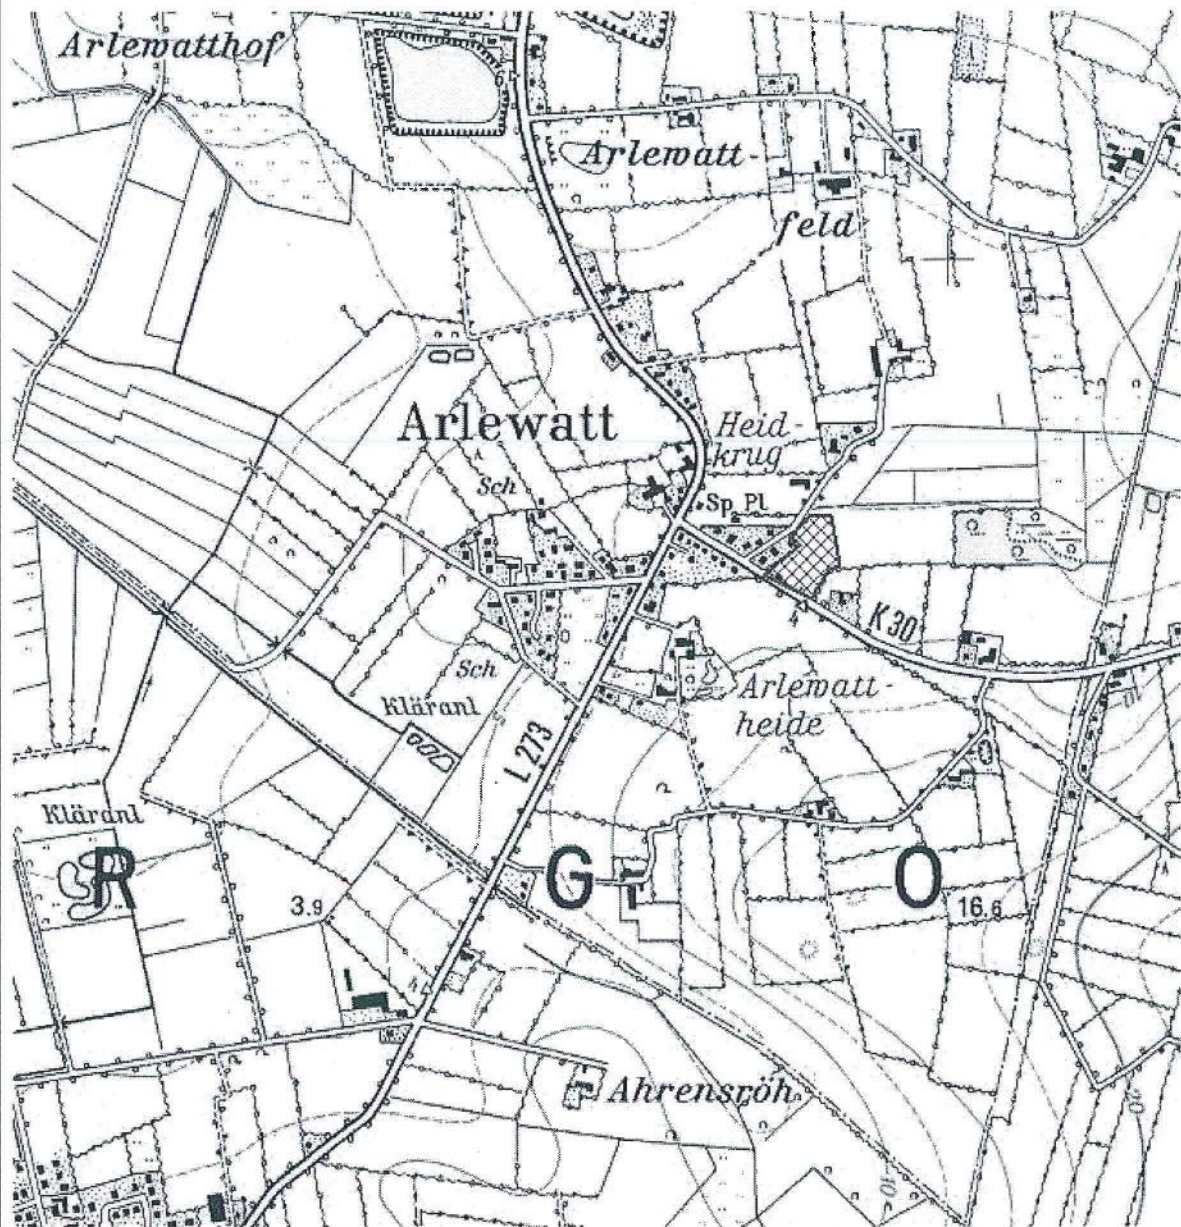 Arlewatthof
Arlewatt-
feld
Arlewatt
Heid-
krug
Sch
Sp. Pl.
K 30
Sch
Arlewatt-
heide
Kläranl
L 273
Kläranl
R G O
3.9
16.6
Ahrensröh
10